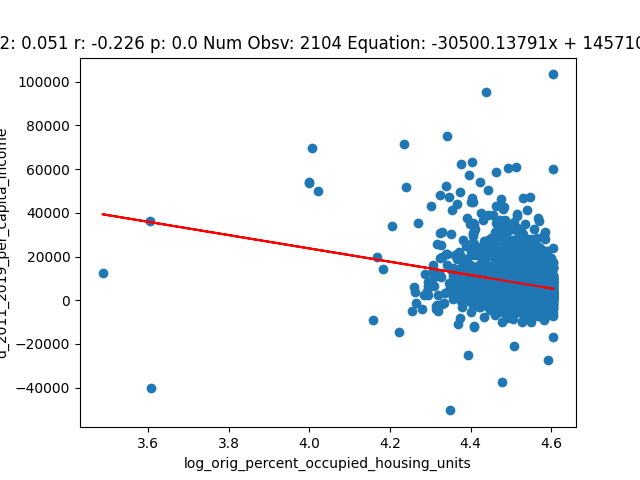 2: 0.051 r: -0.226 p: 0.0 Num Obsv: 2104 Equation: -30500.13791x + 145710
100000
80000
60000
40000
20000
0
−20000
−40000
d_2011_2019_per_capita_income
3.6 3.8 4.0 4.2 4.4 4.6
log_orig_percent_occupied_housing_units